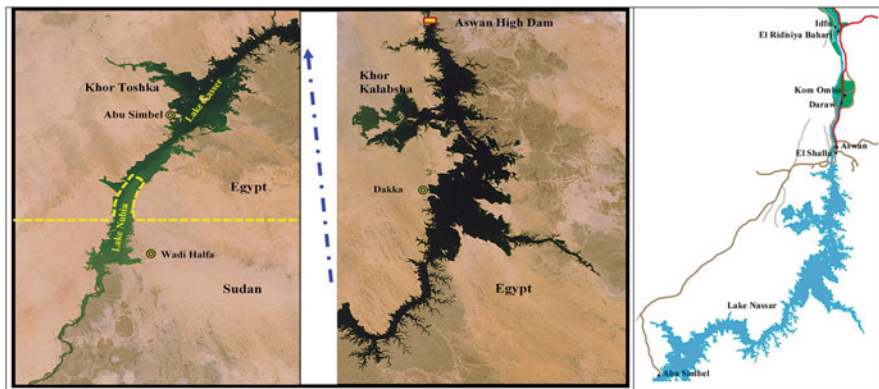 Khor Toshka
Lake Nasser
Abu Simbel
Egypt
Lake Nubia
Wadi Halfa
Sudan
Aswan High Dam
Khor
Kalabsha
Dakka
Egypt
Idfu
El Ridisiya Bahari
Kom Ombo
Daraw
Aswan
El Shalla
Lake Nassar
Abu Simbel